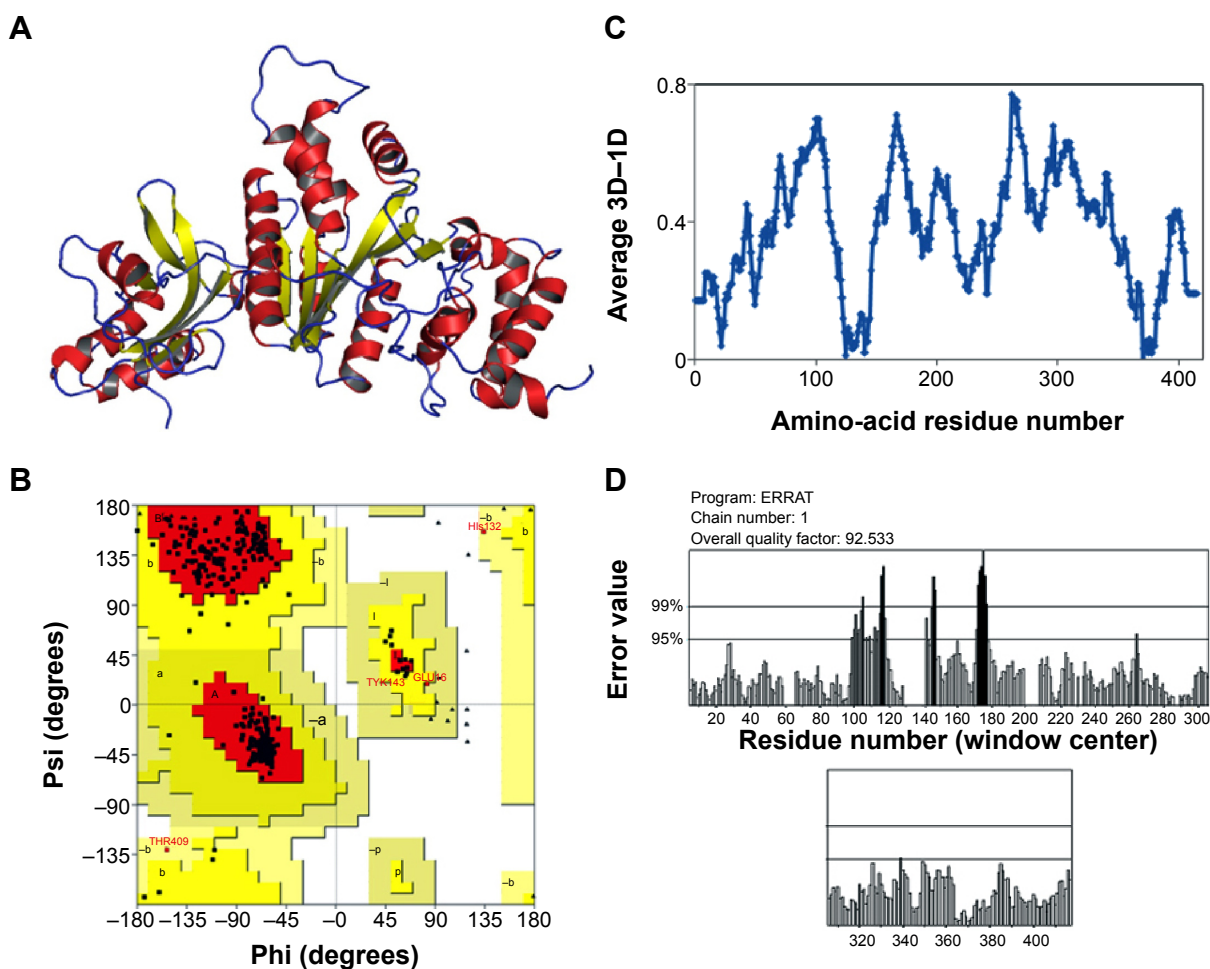 A
C
0.8
0.4
0
Average 3D–1D
0 100 200 300 400
Amino-acid residue number
B
180
135
90
45
0
–45
–90
–135
Psi (degrees)
B
b
–b
–b
b
His132
–l
l
L
TYK143
GLU16
a
A
–a
THR409
–b
b
–p
p
–b
–180 –135 –90 –45 –0 45 90 135 180
Phi (degrees)
D
Program: ERRAT
Chain number: 1
Overall quality factor: 92.533
99%
95%
Error value
20 40 60 80 100 120 140 160 180 200 220 240 260 280 300
Residue number (window center)
320 340 360 380 400